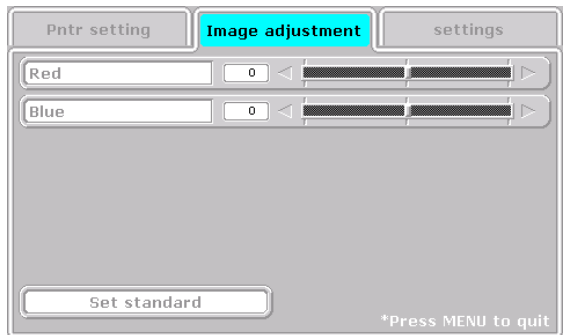 Pntr setting
Image adjustment
settings
Red 0
Blue 0
Set standard
*Press MENU to quit